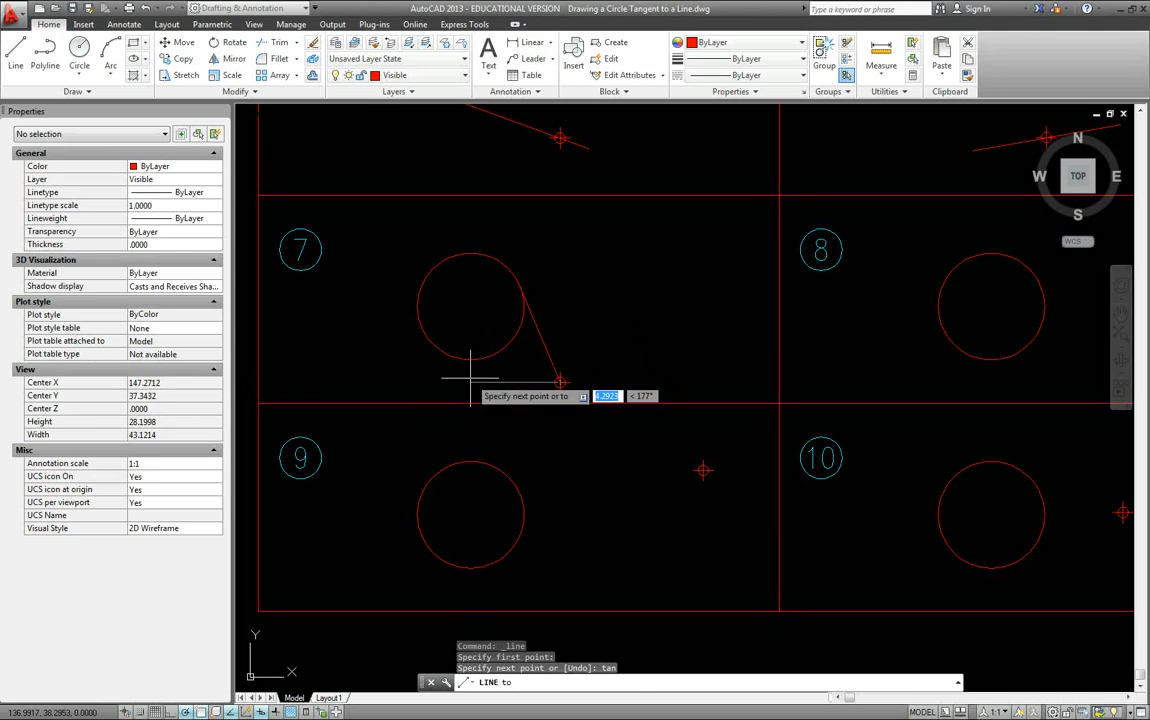 AutoCAD 2013 - EDUCATIONAL VERSION Drawing a Circle Tangent to a Line.dwg
Drafting & Annotation
Type a keyword or phrase
Sign In
Home Insert Annotate Layout Parametric View Manage Output Plug-ins Online Express Tools
Line Polyline Circle Arc
Move Rotate Trim
Copy Mirror Fillet
Stretch Scale Array
Unsaved Layer State
Visible
Text
Linear
Leader
Table
Insert
Create
Edit
Edit Attributes
ByLayer
ByLayer
ByLayer
Group
Measure
Paste
Draw Modify Layers Annotation Block Properties Groups Utilities Clipboard
Properties
No selection
General
Color ByLayer
Layer Visible
Linetype ByLayer
Linetype scale 1.0000
Lineweight ByLayer
Transparency ByLayer
Thickness .0000
3D Visualization
Material ByLayer
Shadow display Casts and Receives Sha...
Plot style
Plot style ByColor
Plot style table None
Plot table attached to Model
Plot table type Not available
View
Center X 147.2712
Center Y 37.3432
Center Z .0000
Height 28.1998
Width 43.1214
Misc
Annotation scale 1:1
UCS icon On Yes
UCS icon at origin Yes
UCS per viewport Yes
UCS Name
Visual Style 2D Wireframe
N
W TOP E
S
WCS
7
8
9
10
Specify next point or to 4.2923 < 177°
Y
X
Command: _line
Specify first point:
Specify next point or [Undo]: tan
LINE to
Model Layout1
136.9917, 38.2953, 0.0000
MODEL
1:1